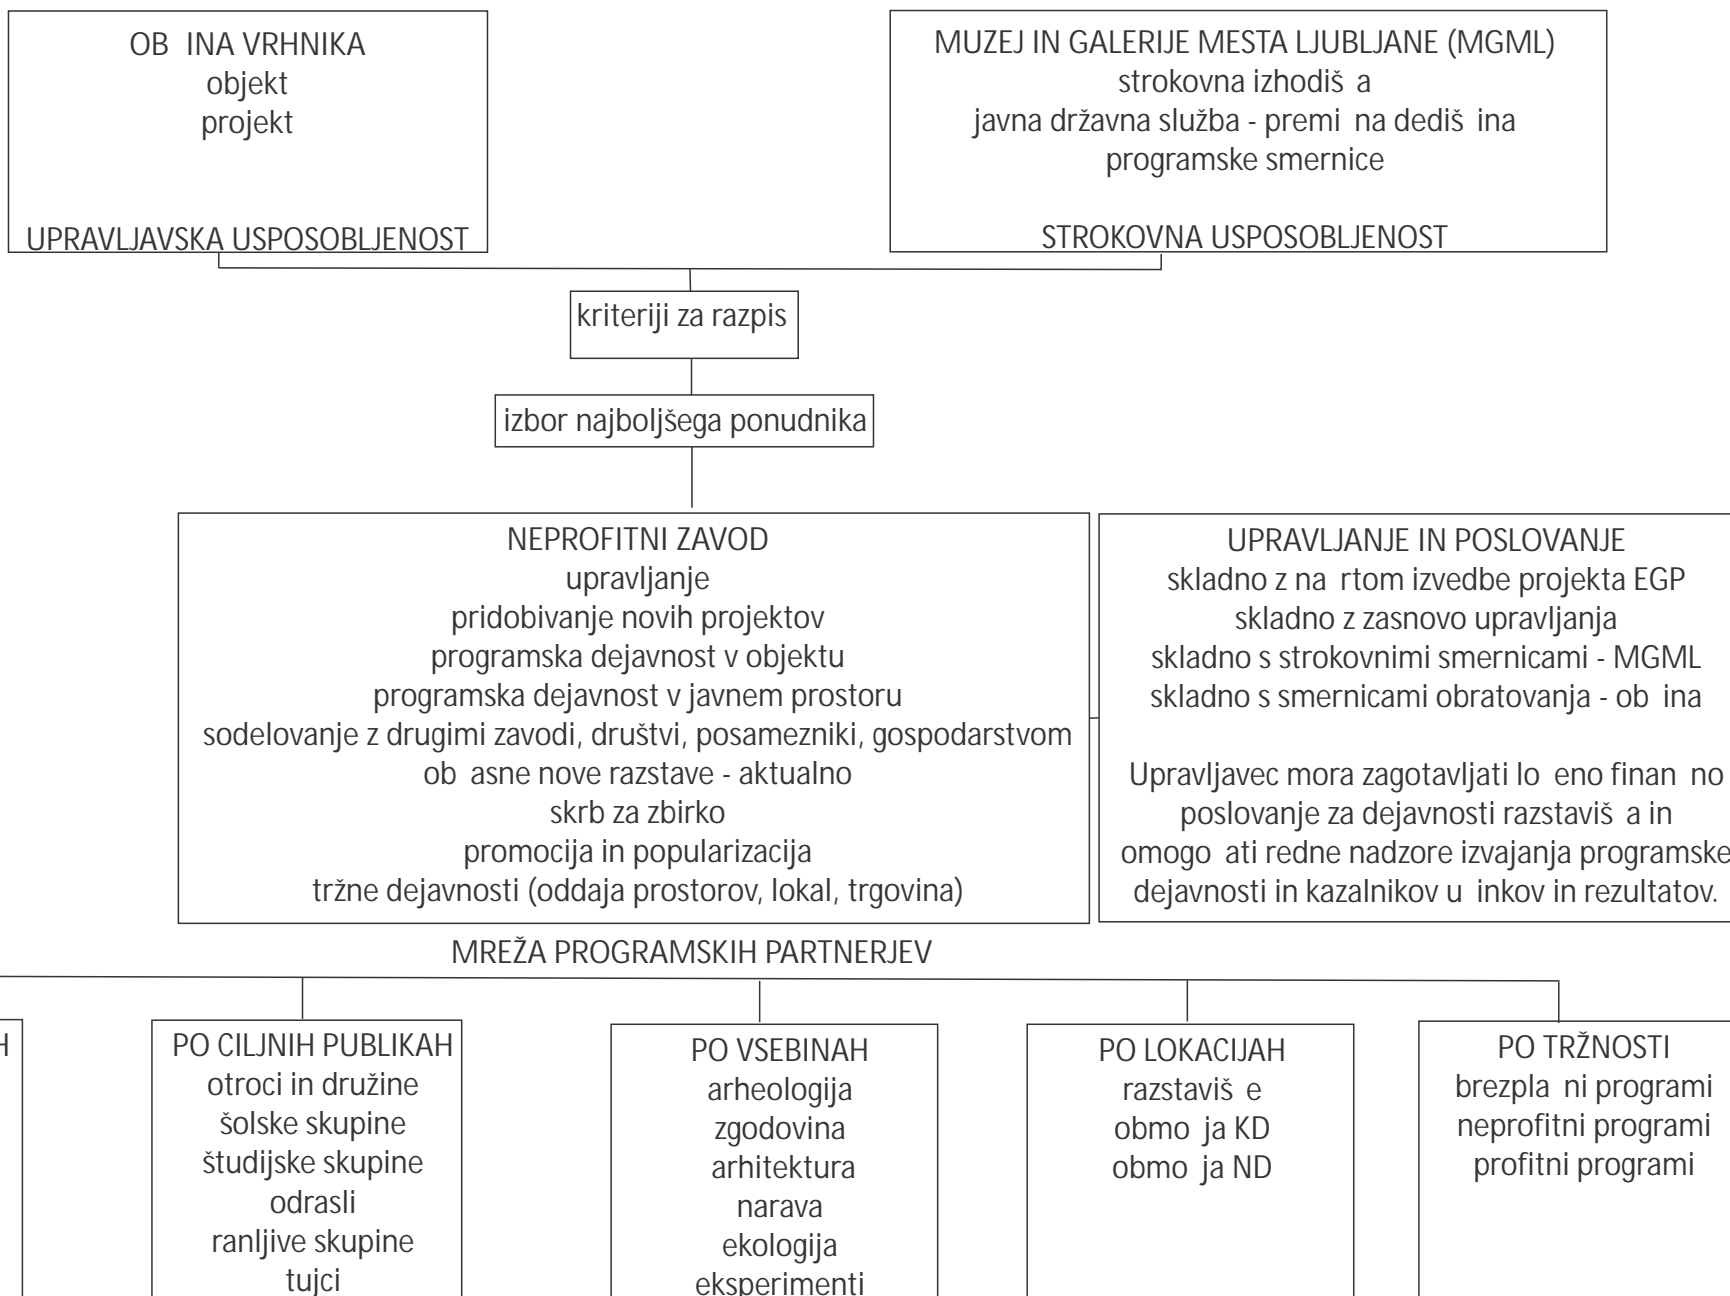 OB INA VRHNIKA
objekt
projekt
UPRAVLJAVSKA USPOSOBLJENOST
MUZEJ IN GALERIJE MESTA LJUBLJANE (MGML)
strokovna izhodiš a
javna državna služba - premi na dediš ina
programske smernice
STROKOVNA USPOSOBLJENOST
kriteriji za razpis
izbor najboljšega ponudnika
NEPROFITNI ZAVOD
upravljanje
pridobivanje novih projektov
programska dejavnost v objektu
programska dejavnost v javnem prostoru
sodelovanje z drugimi zavodi, društvi, posamezniki, gospodarstvom
ob asne nove razstave - aktualno
skrb za zbirko
promocija in popularizacija
tržne dejavnosti (oddaja prostorov, lokal, trgovina)
UPRAVLJANJE IN POSLOVANJE
skladno z na rtom izvedbe projekta EGP
skladno z zasnovo upravljanja
skladno s strokovnimi smernicami - MGML
skladno s smernicami obratovanja - ob ina
Upravljavec mora zagotavljati lo eno finan no
poslovanje za dejavnosti razstaviš a in
omogo ati redne nadzore izvajanja programske
dejavnosti in kazalnikov u inkov in rezultatov.
MREŽA PROGRAMSKIH PARTNERJEV
H
PO CILJNIH PUBLIKAH
otroci in družine
šolske skupine
študijske skupine
odrasli
ranljive skupine
tujci
PO VSEBINAH
arheologija
zgodovina
arhitektura
narava
ekologija
eksperimenti
PO LOKACIJAH
razstaviš e
obmo ja KD
obmo ja ND
PO TRŽNOSTI
brezpla ni programi
neprofitni programi
profitni programi